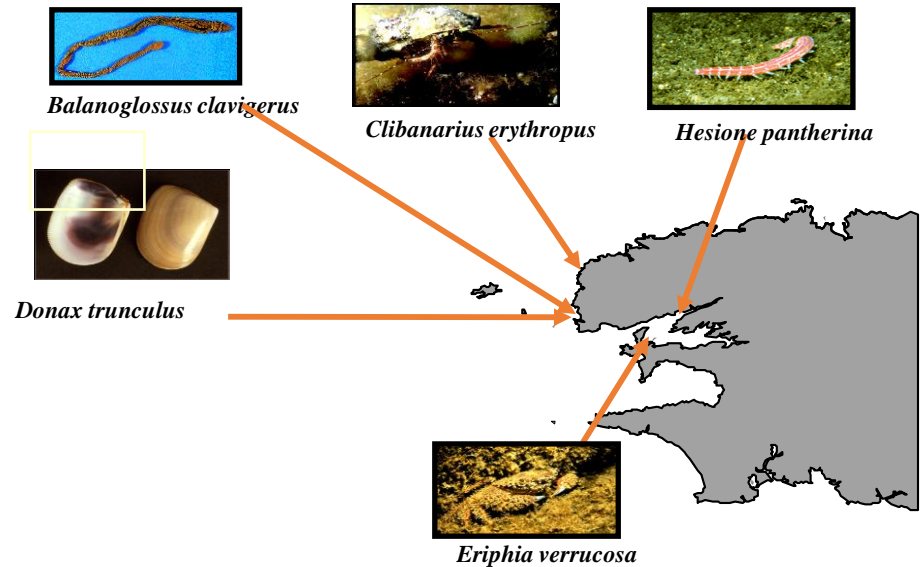 Balanoglossus clavigerus
Clibanarius erythropus
Hesione pantherina
Donax trunculus
Eriphia verrucosa